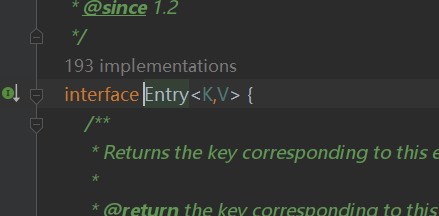 * @since 1.2
*/
193 implementations
interface Entry<K,V> {
/**
* Returns the key corresponding to this e
*
* @return the key corresponding to this